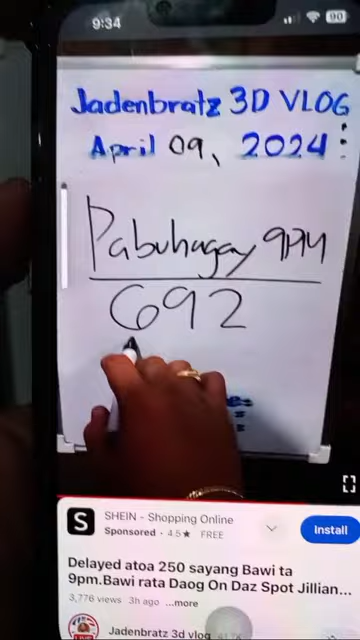 9:34
90
Jadenbratz 3D VLOG
April 09, 2024
Pabuhagay 9PM
692
S
SHEIN - Shopping Online
Sponsored • 4.5★ FREE
Install
Delayed atoa 250 sayang Bawi ta
9pm.Bawi rata Daog On Daz Spot Jillian...
3,776 views 3h ago ...more
Jadenbratz 3d vlog